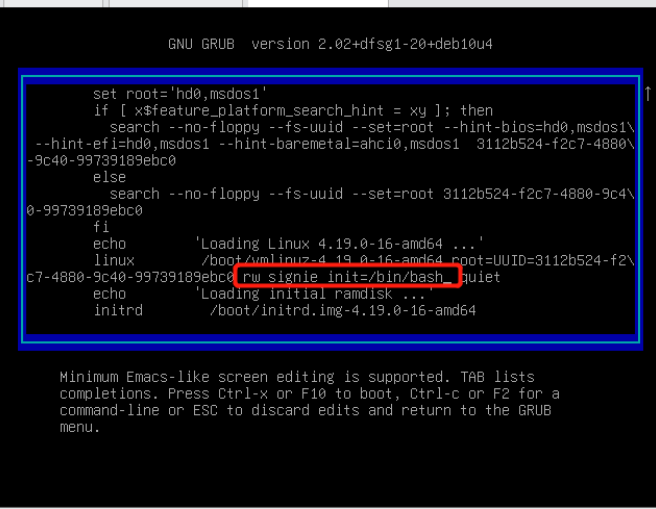 GNU GRUB version 2.02+dfsg1-20+deb10u4
set root='hd0,msdos1'
if [ x$feature_platform_search_hint = xy ]; then
search --no-floppy --fs-uuid --set=root --hint-bios=hd0,msdos1\
--hint-efi=hd0,msdos1 --hint-baremetal=ahci0,msdos1 3112b524-f2c7-4880\
-9c40-99739189ebc0
else
search --no-floppy --fs-uuid --set=root 3112b524-f2c7-4880-9c4\
0-99739189ebc0
fi
echo 'Loading Linux 4.19.0-16-amd64 ...'
linux /boot/vmlinuz-4.19.0-16-amd64 root=UUID=3112b524-f2\
c7-4880-9c40-99739189ebc0 rw signie init=/bin/bash_ quiet
echo 'Loading initial ramdisk ...'
initrd /boot/initrd.img-4.19.0-16-amd64
Minimum Emacs-like screen editing is supported. TAB lists
completions. Press Ctrl-x or F10 to boot, Ctrl-c or F2 for a
command-line or ESC to discard edits and return to the GRUB
menu.